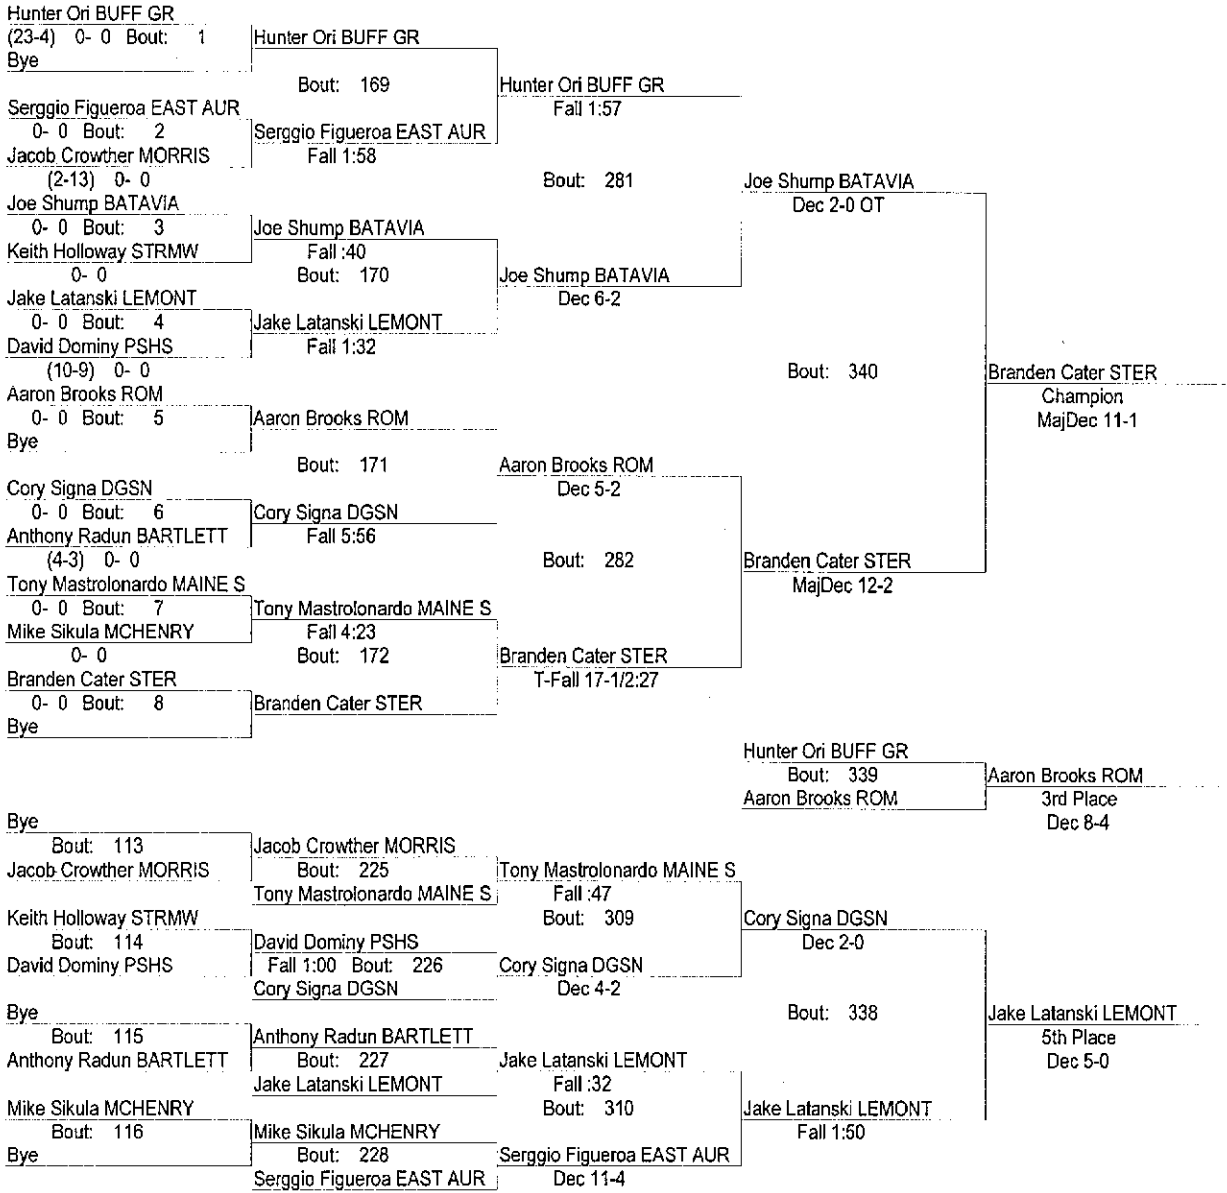 Hunter Ori BUFF GR
(23-4) 0- 0 Bout: 1
Bye
Serggio Figueroa EAST AUR
0- 0 Bout: 2
Jacob Crowther MORRIS
(2-13) 0- 0
Joe Shump BATAVIA
0- 0 Bout: 3
Keith Holloway STRMW
0- 0
Jake Latanski LEMONT
0- 0 Bout: 4
David Dominy PSHS
(10-9) 0- 0
Aaron Brooks ROM
0- 0 Bout: 5
Bye
Cory Signa DGSN
0- 0 Bout: 6
Anthony Radun BARTLETT
(4-3) 0- 0
Tony Mastrolonardo MAINE S
0- 0 Bout: 7
Mike Sikula MCHENRY
0- 0
Branden Cater STER
0- 0 Bout: 8
Bye
Hunter Ori BUFF GR
Bout: 169
Serggio Figueroa EAST AUR
Fall 1:58
Joe Shump BATAVIA
Fall :40
Bout: 170
Jake Latanski LEMONT
Fall 1:32
Aaron Brooks ROM
Bout: 171
Cory Signa DGSN
Fall 5:56
Tony Mastrolonardo MAINE S
Fall 4:23
Bout: 172
Branden Cater STER
Hunter Ori BUFF GR
Fall 1:57
Bout: 281
Joe Shump BATAVIA
Dec 6-2
Aaron Brooks ROM
Dec 5-2
Bout: 282
Branden Cater STER
T-Fall 17-1/2:27
Joe Shump BATAVIA
Dec 2-0 OT
Bout: 340
Branden Cater STER
MajDec 12-2
Branden Cater STER
Champion
MajDec 11-1
Hunter Ori BUFF GR
Bout: 339
Aaron Brooks ROM
Aaron Brooks ROM
3rd Place
Dec 8-4
Bye
Bout: 113
Jacob Crowther MORRIS
Keith Holloway STRMW
Bout: 114
David Dominy PSHS
Bye
Bout: 115
Anthony Radun BARTLETT
Mike Sikula MCHENRY
Bout: 116
Bye
Jacob Crowther MORRIS
Bout: 225
Tony Mastrolonardo MAINE S
David Dominy PSHS
Fall 1:00 Bout: 226
Cory Signa DGSN
Anthony Radun BARTLETT
Bout: 227
Jake Latanski LEMONT
Mike Sikula MCHENRY
Bout: 228
Serggio Figueroa EAST AUR
Tony Mastrolonardo MAINE S
Fall :47
Bout: 309
Cory Signa DGSN
Dec 4-2
Jake Latanski LEMONT
Fall :32
Bout: 310
Serggio Figueroa EAST AUR
Dec 11-4
Cory Signa DGSN
Dec 2-0
Bout: 338
Jake Latanski LEMONT
Fall 1:50
Jake Latanski LEMONT
5th Place
Dec 5-0